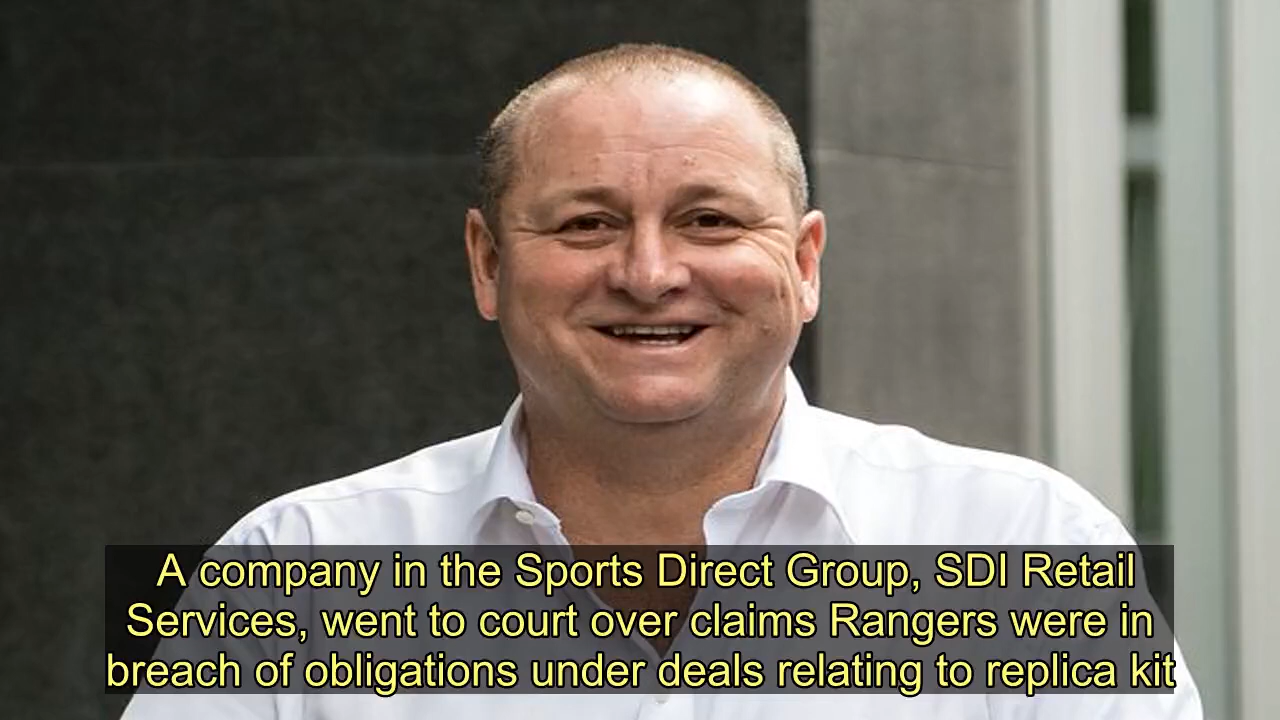 A company in the Sports Direct Group, SDI Retail
Services, went to court over claims Rangers were in
breach of obligations under deals relating to replica kit